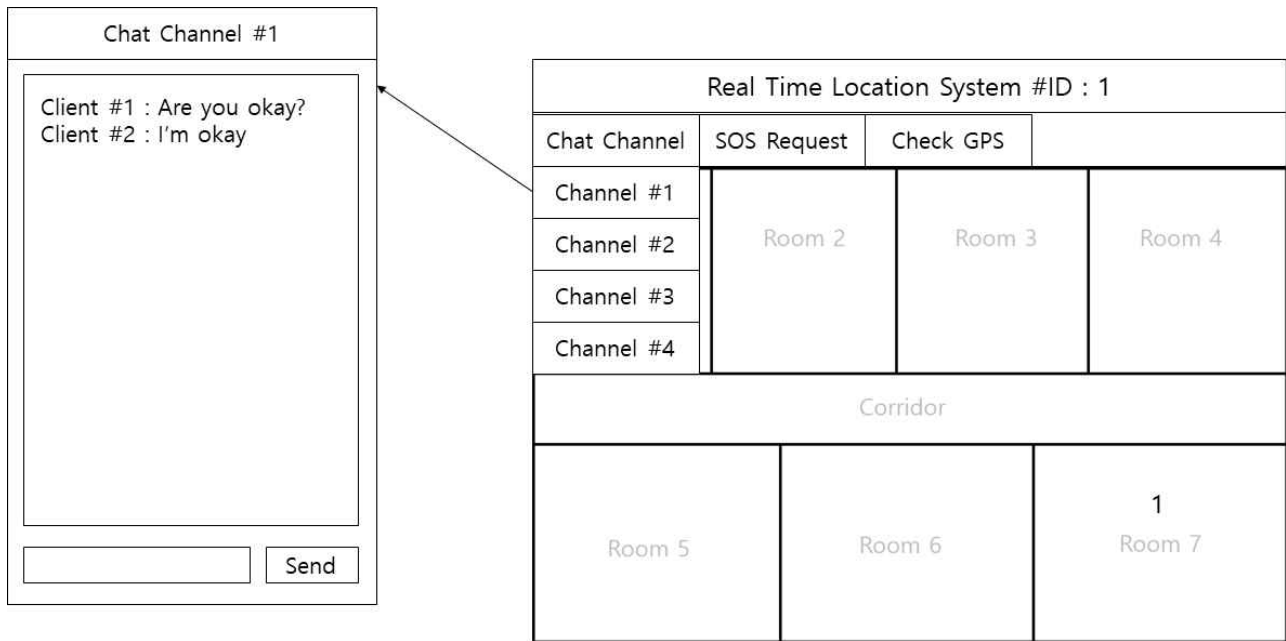 Chat Channel #1
Client #1 : Are you okay?
Client #2 : I'm okay
Send
Real Time Location System #ID : 1
Chat Channel
SOS Request
Check GPS
Channel #1
Channel #2
Channel #3
Channel #4
Room 2
Room 3
Room 4
Corridor
Room 5
Room 6
1
Room 7